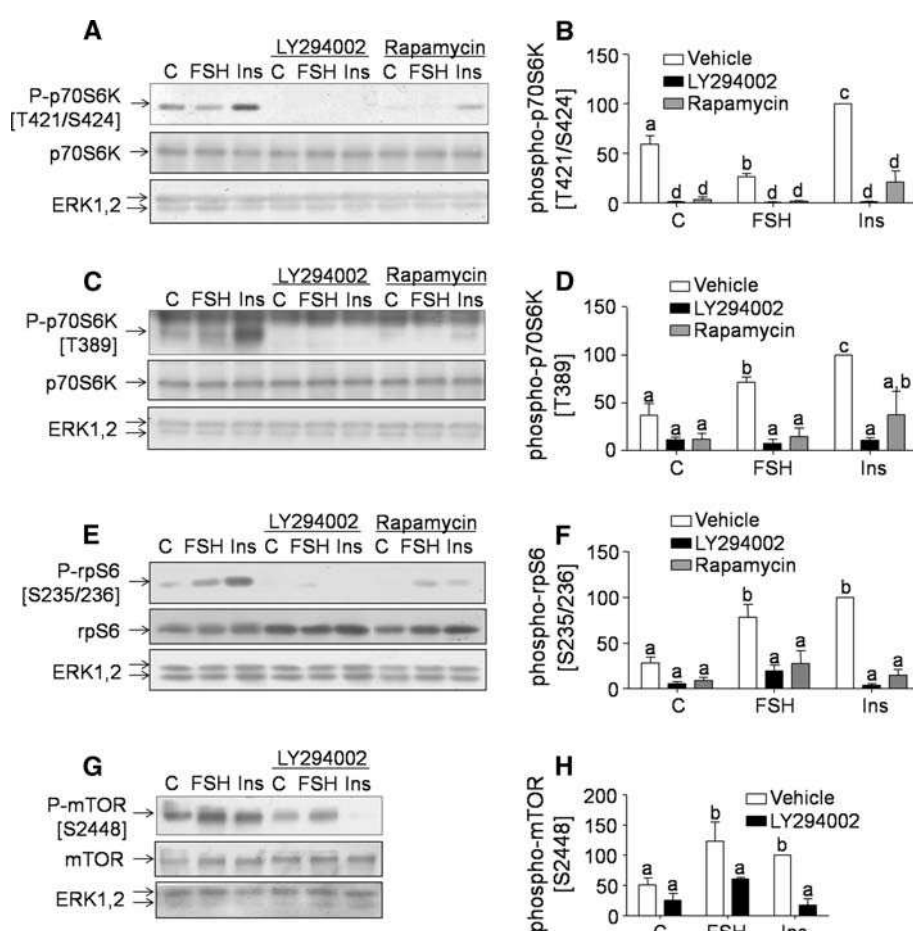 A
LY294002 Rapamycin
C FSH Ins C FSH Ins C FSH Ins
P-p70S6K
[T421/S424]
p70S6K
ERK1,2
B
phospho-p70S6K
[T421/S424]
150
100
50
0
Vehicle
LY294002
Rapamycin
a d d b d d c d d
C FSH Ins
C
LY294002 Rapamycin
C FSH Ins C FSH Ins C FSH Ins
P-p70S6K
[T389]
p70S6K
ERK1,2
D
phospho-p70S6K
[T389]
150
100
50
0
Vehicle
LY294002
Rapamycin
a a a b a a c a a,b
C FSH Ins
E
LY294002 Rapamycin
C FSH Ins C FSH Ins C FSH Ins
P-rpS6
[S235/236]
rpS6
ERK1,2
F
phospho-rpS6
[S235/236]
150
100
50
0
Vehicle
LY294002
Rapamycin
a a a b a a b a a
C FSH Ins
G
LY294002
C FSH Ins C FSH Ins
P-mTOR
[S2448]
mTOR
ERK1,2
H
phospho-mTOR
[S2448]
200
150
100
50
0
Vehicle
LY294002
a a b a b a
C FSH Ins